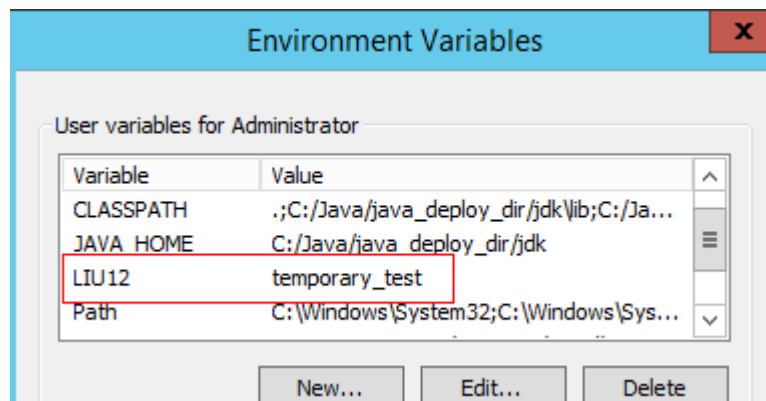 Environment Variables
x
User variables for Administrator
Variable Value
CLASSPATH .;C:/Java/java_deploy_dir/jdk\lib;C:/Ja...
JAVA_HOME C:/Java/java_deploy_dir/jdk
LIU12 temporary_test
Path C:\Windows\System32;C:\Windows\Sys...
New... Edit... Delete